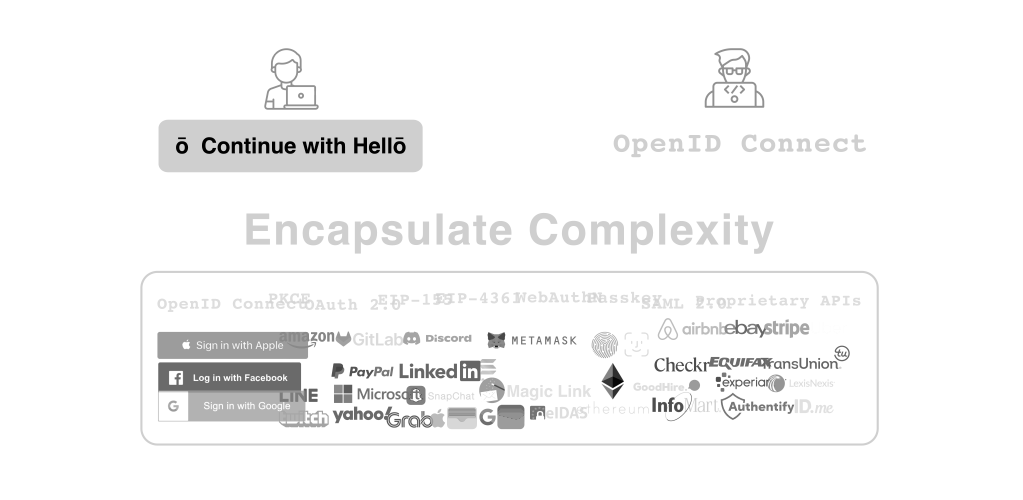 ō Continue with Hellō
OpenID Connect
Encapsulate Complexity
OpenID Connect OAuth 2.0 PKCE EIP-155 EIP-4361 WebAuthN Passkey SAML 2.0 Proprietary APIs
Sign in with Apple amazon GitLab Discord METAMASK airbnb ebay stripe
Log in with Facebook PayPal LinkedIn Checkr EQUIFAX TransUnion tu
LINE Microsoft SnapChat Magic Link GoodHire experian LexisNexis
Sign in with Google twitch yahoo! Grab G eIDAS ethereum InfoMart Authentify ID.me